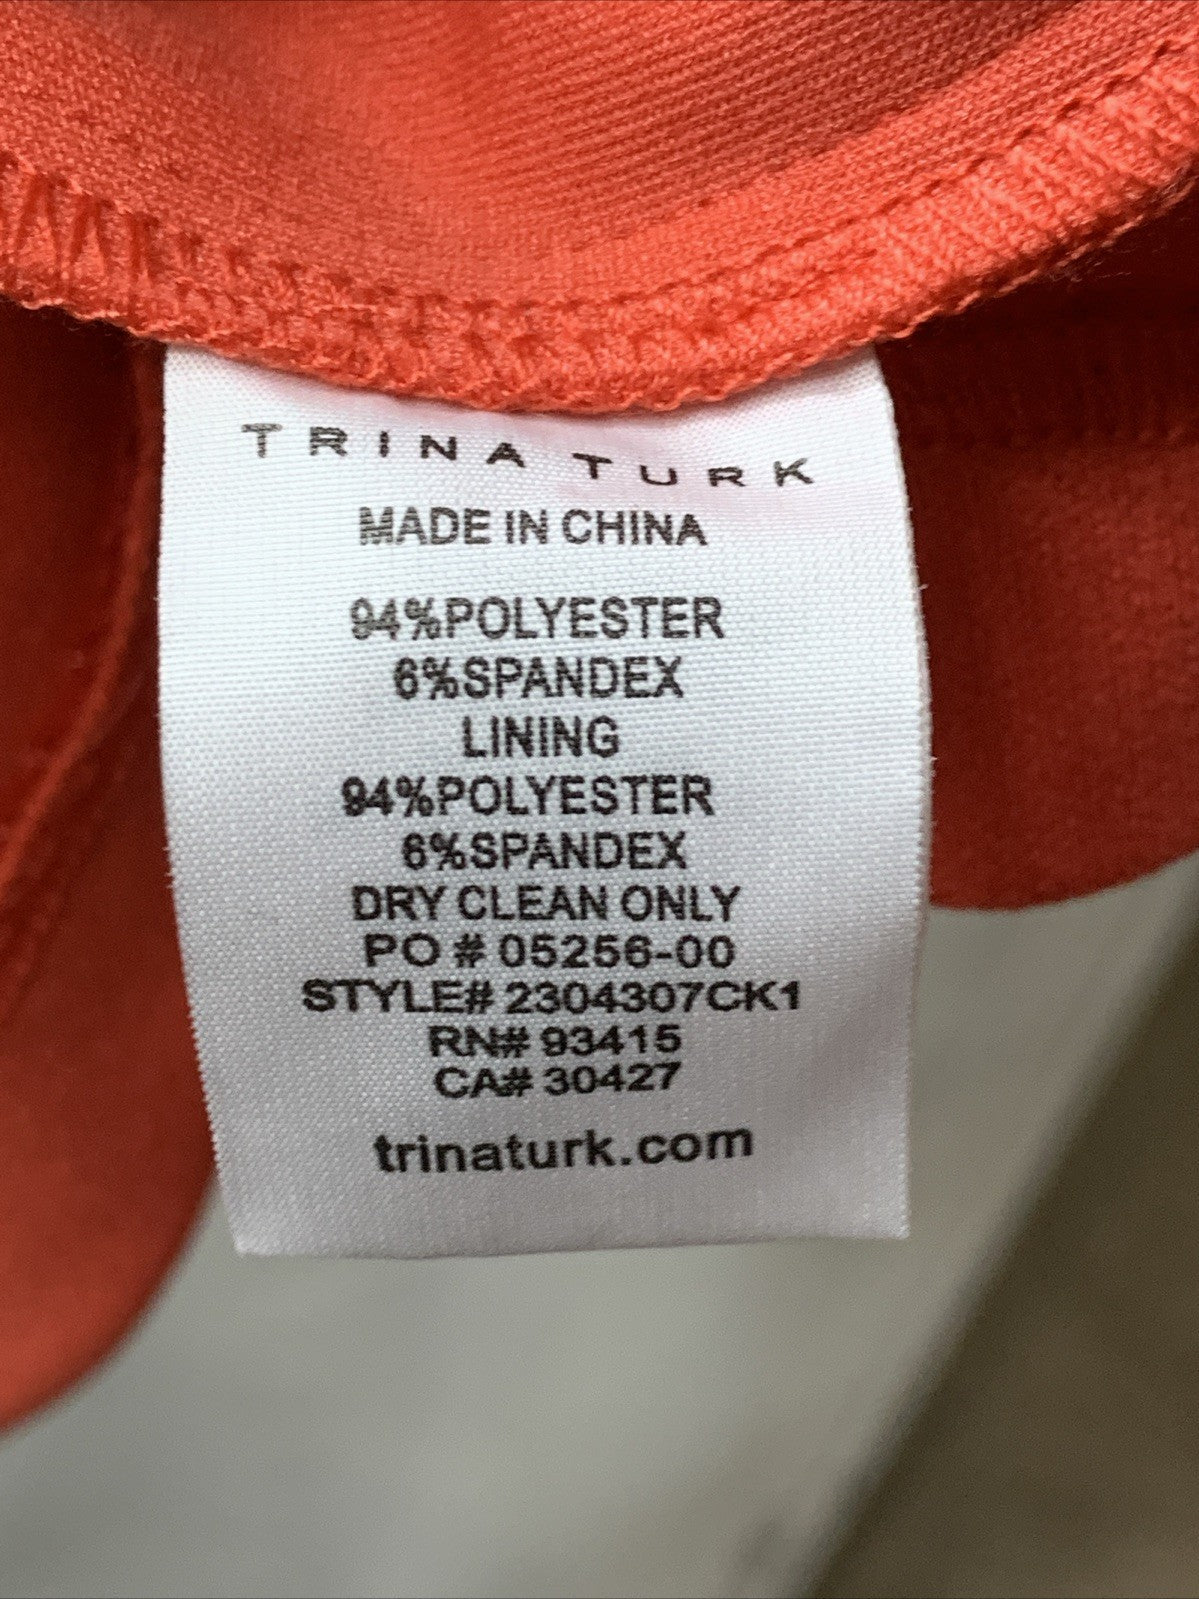 TRINA TURK
MADE IN CHINA
94%POLYESTER
6%SPANDEX
LINING
94%POLYESTER
6%SPANDEX
DRY CLEAN ONLY
PO # 05256-00
STYLE# 2304307CK1
RN# 93415
CA# 30427
trinaturk.com